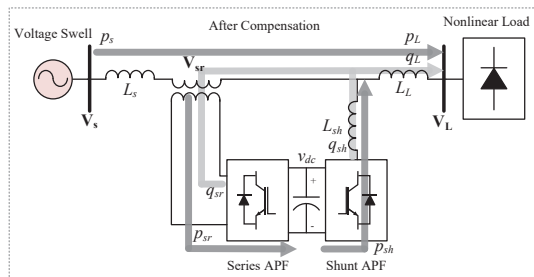 After Compensation
Nonlinear Load
Voltage Swell
p_s
p_L
q_L
V_sr
L_s
L_L
V_s
V_L
L_sh
q_sh
v_dc
+
-
q_sr
p_sr
p_sh
Series APF
Shunt APF